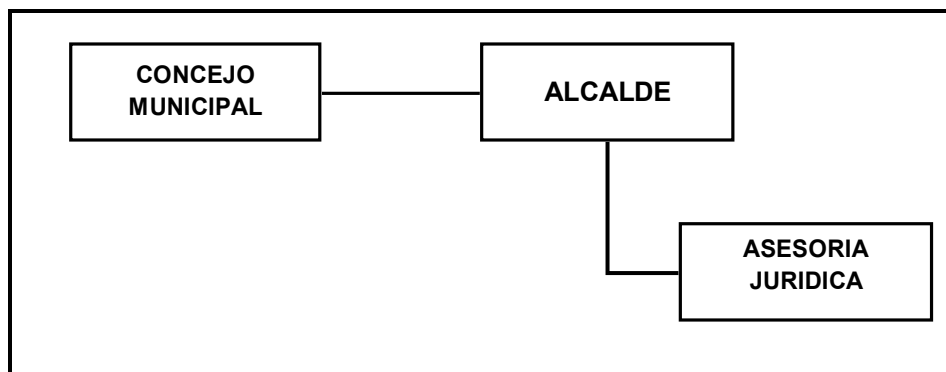 CONCEJO
MUNICIPAL
ALCALDE
ASESORIA
JURIDICA